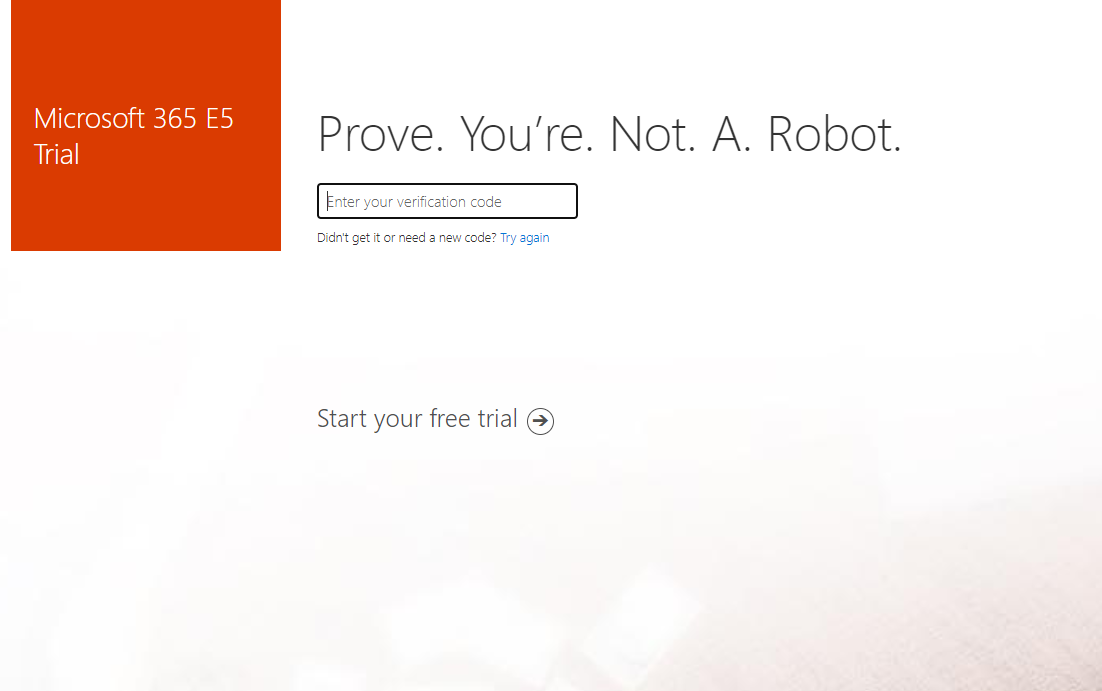 Microsoft 365 E5
Trial
Prove. You’re. Not. A. Robot.
Enter your verification code
Didn't get it or need a new code? Try again
Start your free trial